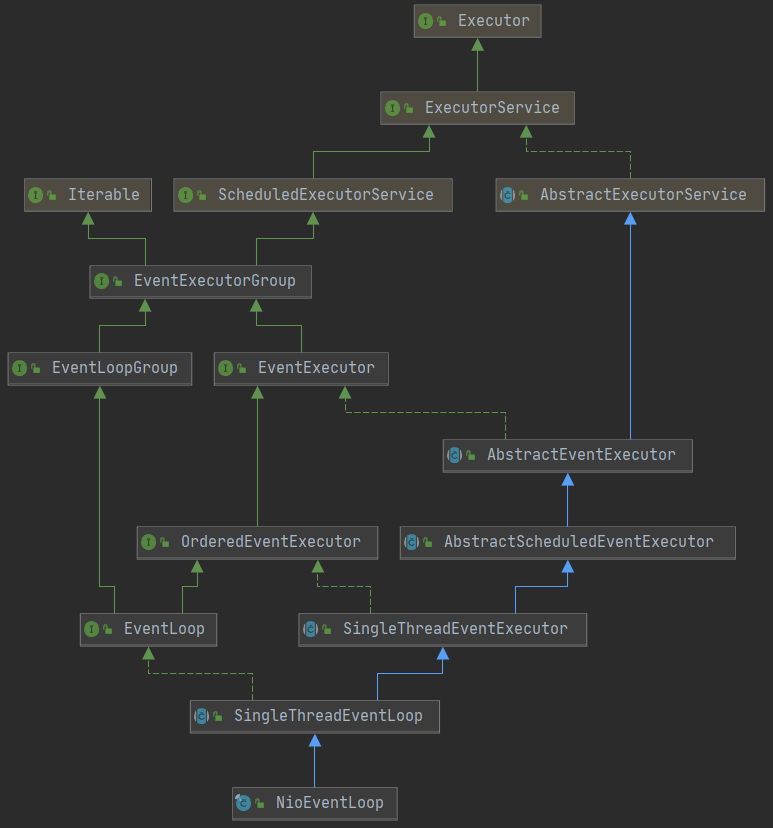 Executor
ExecutorService
Iterable
ScheduledExecutorService
AbstractExecutorService
EventExecutorGroup
EventLoopGroup
EventExecutor
AbstractEventExecutor
OrderedEventExecutor
AbstractScheduledEventExecutor
EventLoop
SingleThreadEventExecutor
SingleThreadEventLoop
NioEventLoop